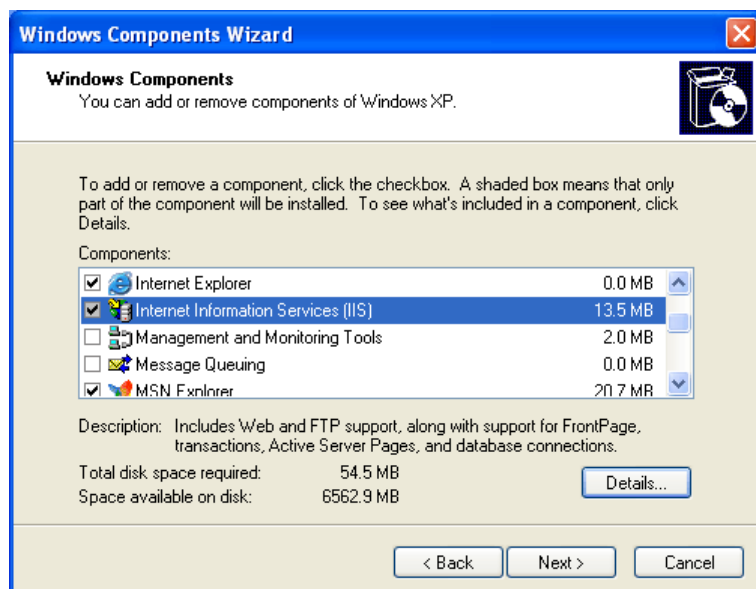 Windows Components Wizard
Windows Components
You can add or remove components of Windows XP.
To add or remove a component, click the checkbox. A shaded box means that only
part of the component will be installed. To see what's included in a component, click
Details.
Components:
Internet Explorer 0.0 MB
Internet Information Services (IIS) 13.5 MB
Management and Monitoring Tools 2.0 MB
Message Queuing 0.0 MB
MSN Explorer 20.7 MB
Description: Includes Web and FTP support, along with support for FrontPage,
transactions, Active Server Pages, and database connections.
Total disk space required: 54.5 MB
Space available on disk: 6562.9 MB
Details...
< Back Next > Cancel